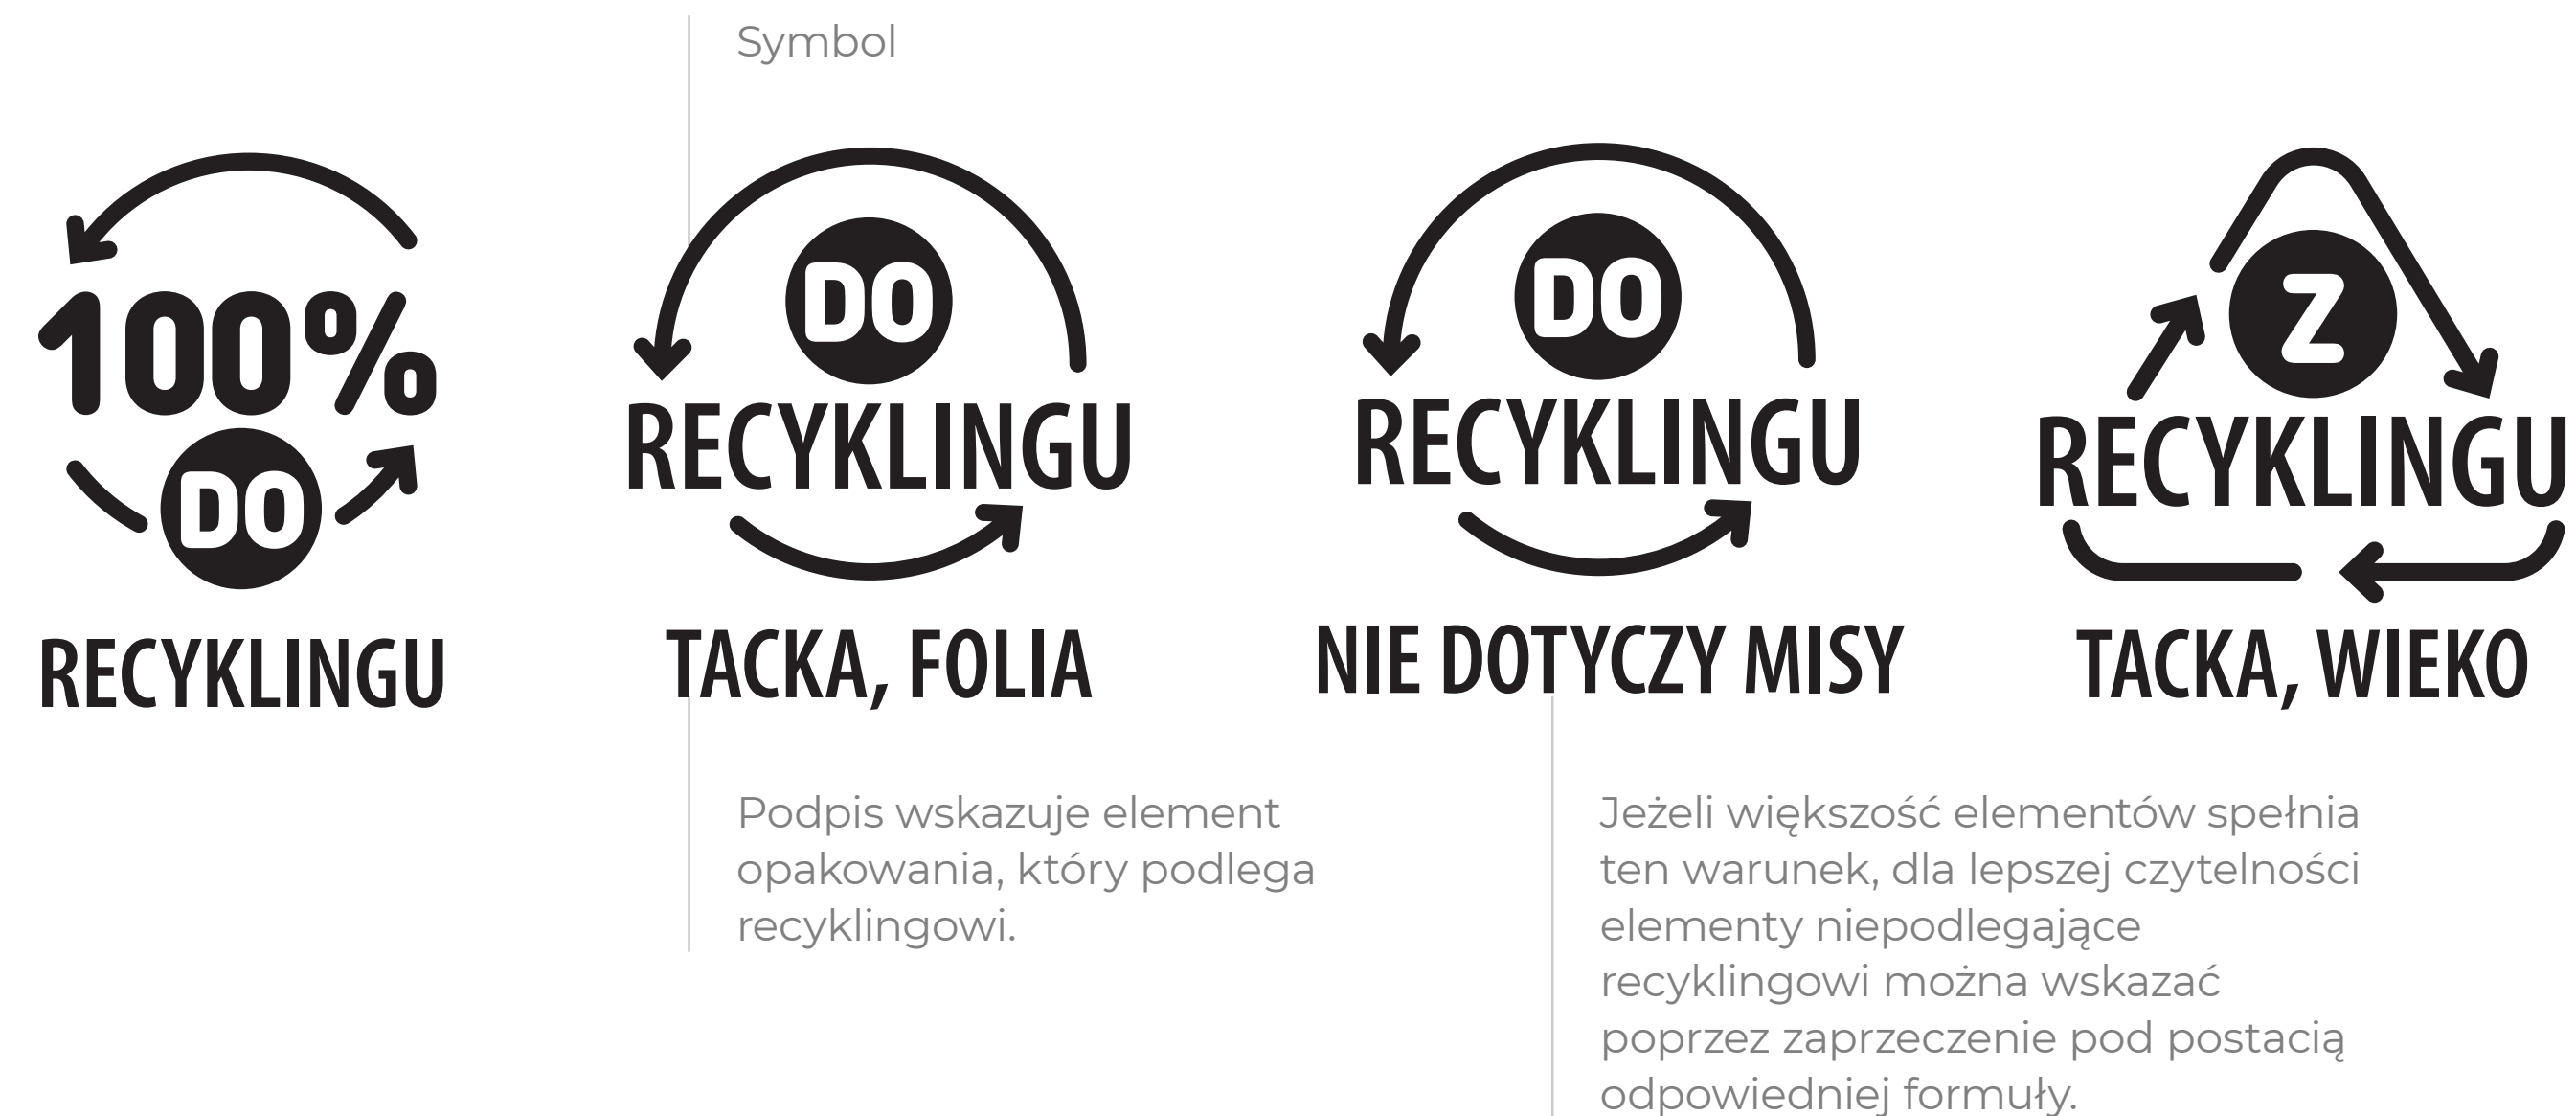 Symbol
100%
DO
RECYKLINGU
DO
RECYKLINGU
TACKA, FOLIA
DO
RECYKLINGU
NIE DOTYCZY MISY
Z
RECYKLINGU
TACKA, WIEKO
Podpis wskazuje element
opakowania, który podlega
recyklingowi.
Jeżeli większość elementów spełnia
ten warunek, dla lepszej czytelności
elementy niepodlegające
recyklingowi można wskazać
poprzez zaprzeczenie pod postacią
odpowiedniej formuły.